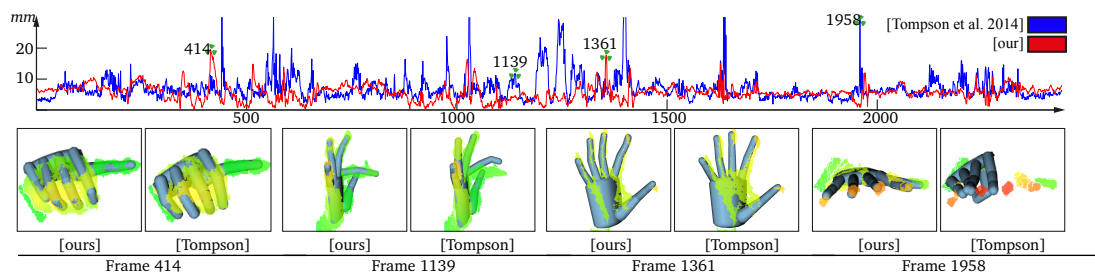 mm
1958
[Tompson et al. 2014]
20
414
1361
[our]
1139
10
500
1000
1500
2000
[ours]
[Tompson]
[ours]
[Tompson]
[ours]
[Tompson]
[ours]
[Tompson]
Frame 414
Frame 1139
Frame 1361
Frame 1958